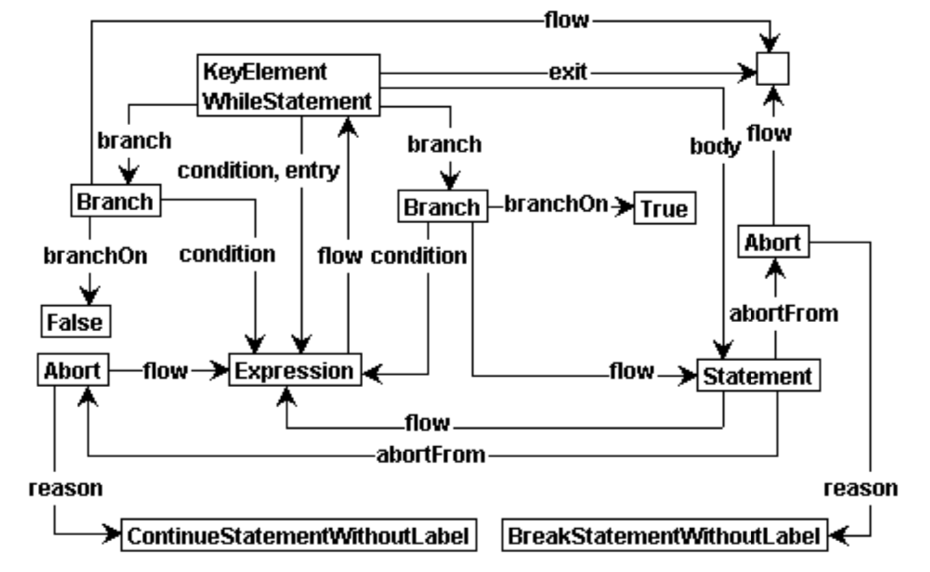 flow
KeyElement
WhileStatement
exit
branch
condition, entry
branch
body
flow
Branch
Branch
branchOn
True
branchOn
condition
flow
condition
Abort
False
abortFrom
Abort
flow
Expression
flow
Statement
flow
abortFrom
reason
reason
ContinueStatementWithoutLabel
BreakStatementWithoutLabel